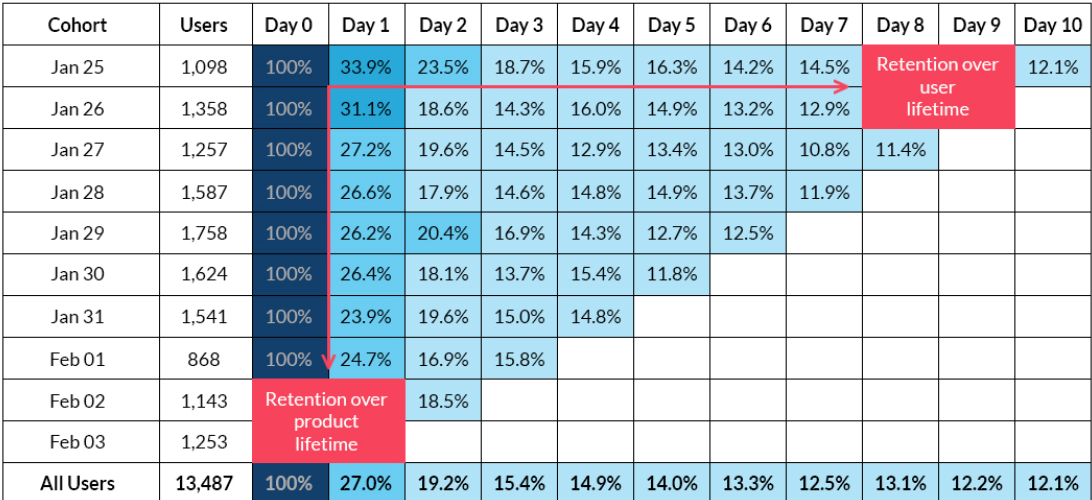 Cohort Users Day 0 Day 1 Day 2 Day 3 Day 4 Day 5 Day 6 Day 7 Day 8 Day 9 Day 10
Jan 25 1,098 100% 33.9% 23.5% 18.7% 15.9% 16.3% 14.2% 14.5% 12.1%
Retention over
user
lifetime
Jan 26 1,358 100% 31.1% 18.6% 14.3% 16.0% 14.9% 13.2% 12.9%
Jan 27 1,257 100% 27.2% 19.6% 14.5% 12.9% 13.4% 13.0% 10.8% 11.4%
Jan 28 1,587 100% 26.6% 17.9% 14.6% 14.8% 14.9% 13.7% 11.9%
Jan 29 1,758 100% 26.2% 20.4% 16.9% 14.3% 12.7% 12.5%
Jan 30 1,624 100% 26.4% 18.1% 13.7% 15.4% 11.8%
Jan 31 1,541 100% 23.9% 19.6% 15.0% 14.8%
Feb 01 868 100% 24.7% 16.9% 15.8%
Feb 02 1,143 18.5%
Retention over
product
lifetime
Feb 03 1,253
All Users 13,487 100% 27.0% 19.2% 15.4% 14.9% 14.0% 13.3% 12.5% 13.1% 12.2% 12.1%